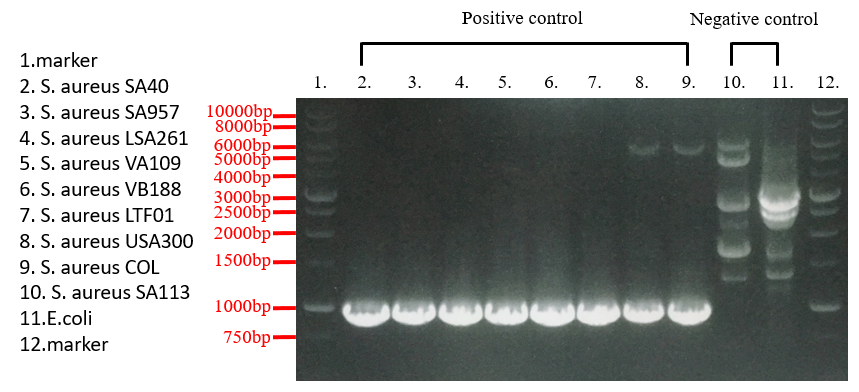 Positive control
Negative control
1.marker
2. S. aureus SA40
3. S. aureus SA957
4. S. aureus LSA261
5. S. aureus VA109
6. S. aureus VB188
7. S. aureus LTF01
8. S. aureus USA300
9. S. aureus COL
10. S. aureus SA113
11.E.coli
12.marker
1. 2. 3. 4. 5. 6. 7. 8. 9. 10. 11. 12.
10000bp
8000bp
6000bp
5000bp
4000bp
3000bp
2500bp
2000bp
1500bp
1000bp
750bp